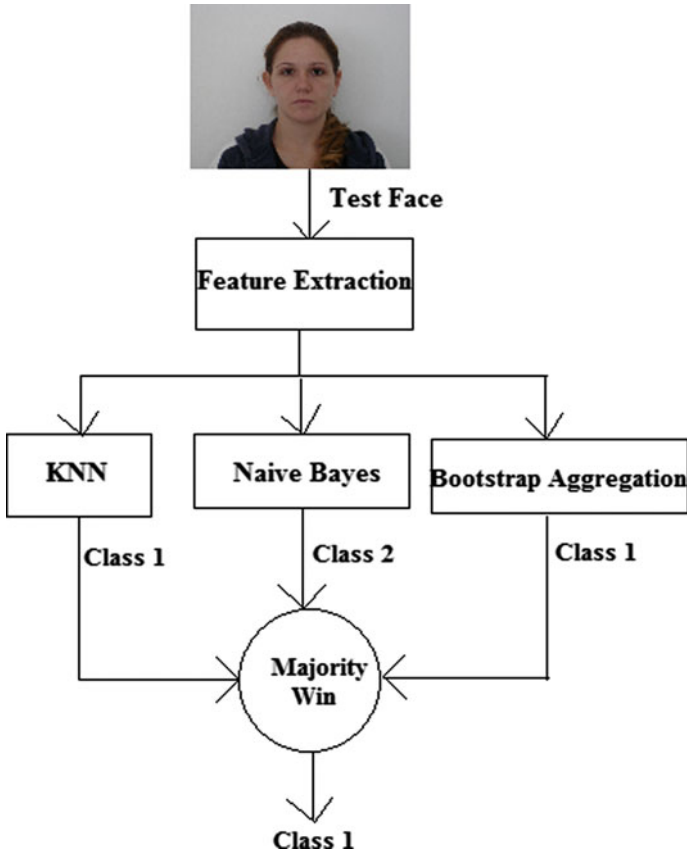 Test Face
Feature Extraction
KNN
Naive Bayes
Bootstrap Aggregation
Class 1
Class 2
Class 1
Majority
Win
Class 1